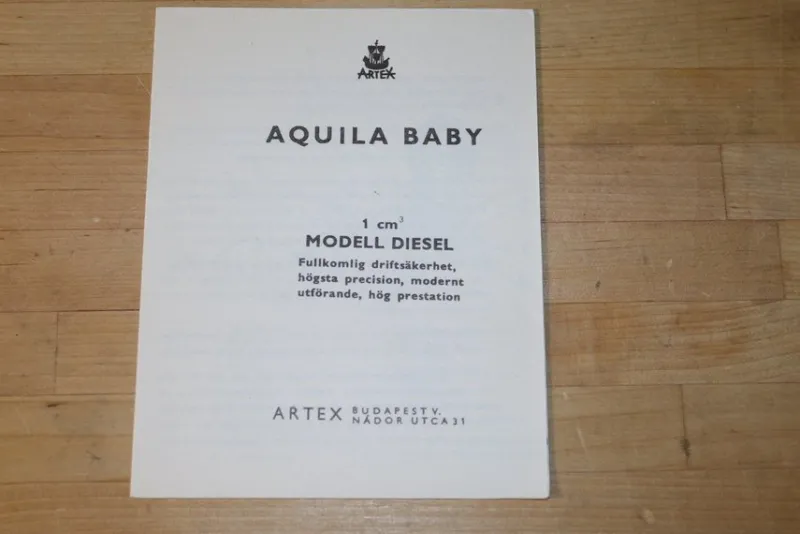 ARTEX
AQUILA BABY
1 cm³
MODELL DIESEL
Fullkomlig driftsäkerhet,
högsta precision, modernt
utförande, hög prestation
ARTEX BUDAPEST V.
NÁDOR UTCA 31